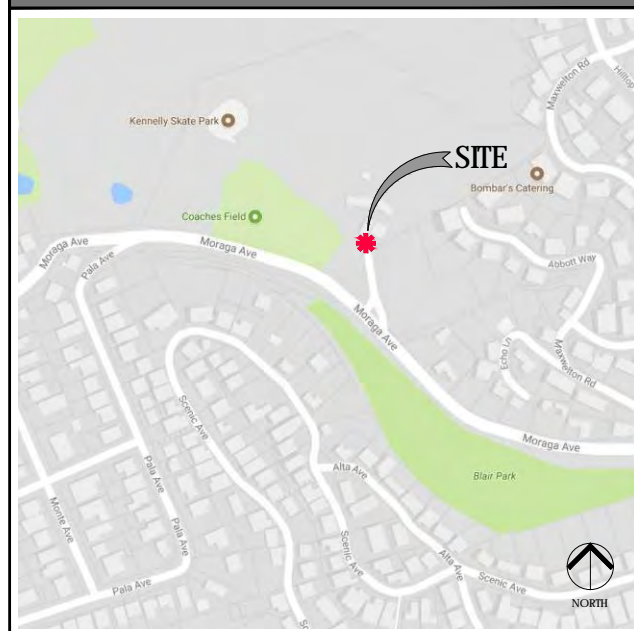 Maxwelton Rd
Hilltop
Kennelly Skate Park
SITE
Bombar's Catering
Coaches Field
Moraga Ave
Moraga Ave
Pala Ave
Abbott Way
Moraga Ave
Echo Ln
Maxwelton Rd
Scenic Ave
Moraga Ave
Alta Ave
Blair Park
Monte Ave
Pala Ave
Scenic Ave
Alta Ave
Scenic Ave
Pala Ave
NORTH
Sc